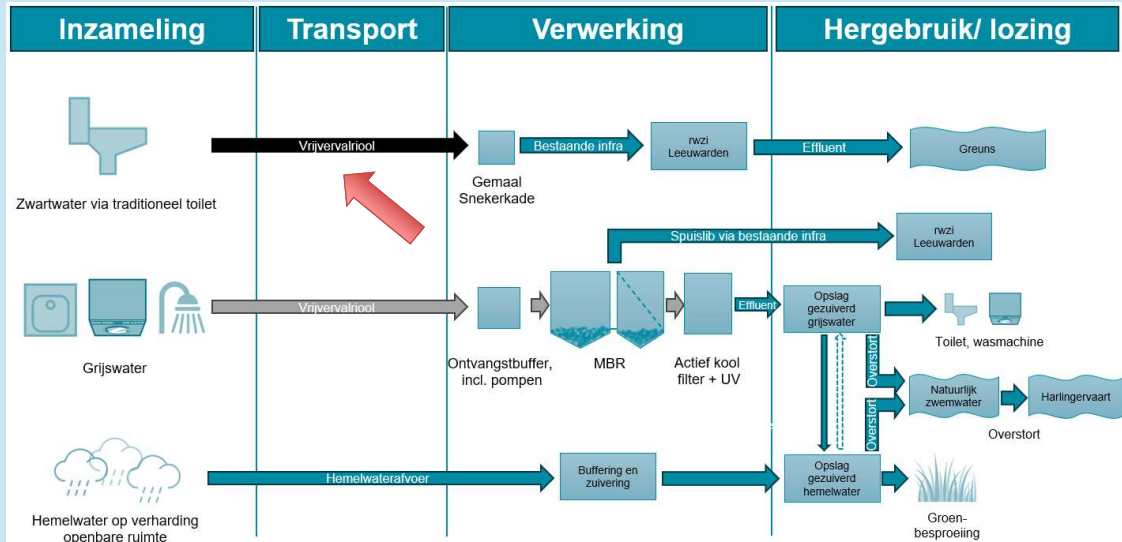 Inzameling
Transport
Verwerking
Hergebruik/ lozing
Zwartwater via traditioneel toilet
Vrijvervalriool
Gemaal
Snekerkade
Bestaande infra
rwzi
Leeuwarden
Effluent
Greuns
Spuislib via bestaande infra
rwzi
Leeuwarden
Grijswater
Vrijvervalriool
Ontvangstbuffer,
incl. pompen
MBR
Actief kool
filter + UV
Effluent
Opslag
gezuiverd
grijswater
Toilet, wasmachine
Overstort
Overstort
Natuurlijk
zwemwater
Harlingervaart
Overstort
Hemelwater op verharding
openbare ruimte
Hemelwaterafvoer
Buffering en
zuivering
Opslag
gezuiverd
hemelwater
Groen-
besproeiing